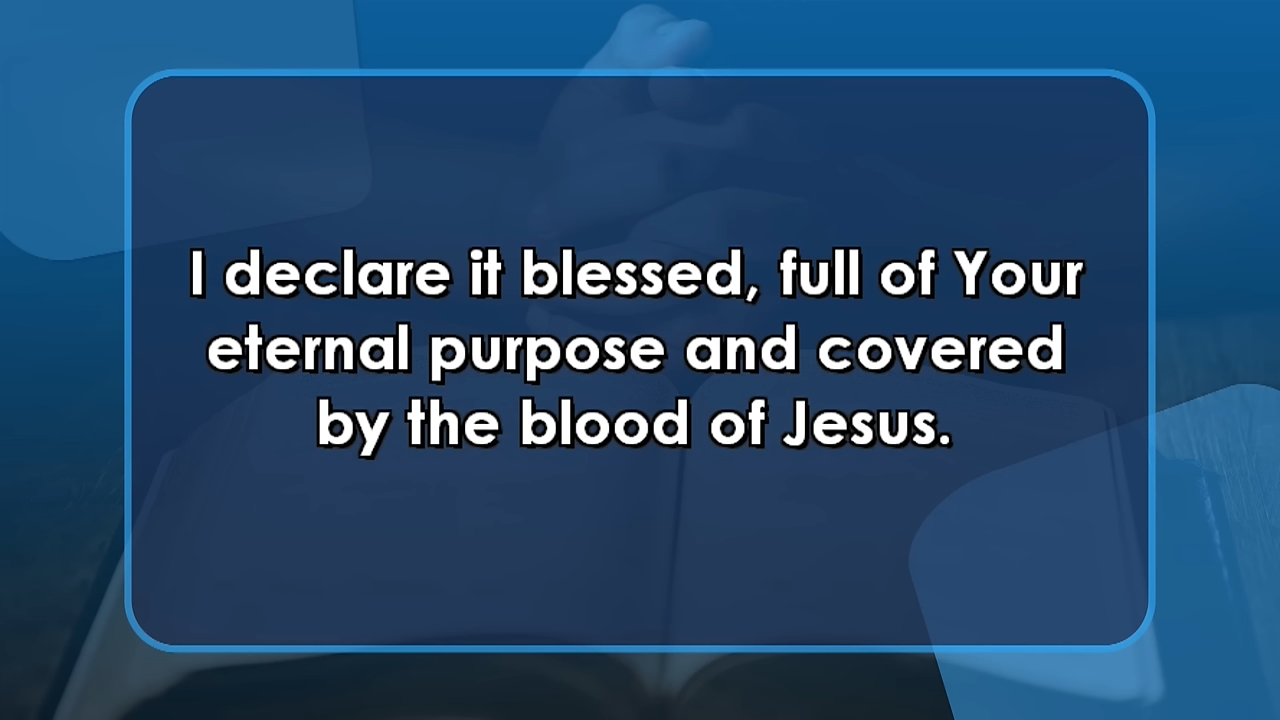 I declare it blessed, full of Your
eternal purpose and covered
by the blood of Jesus.